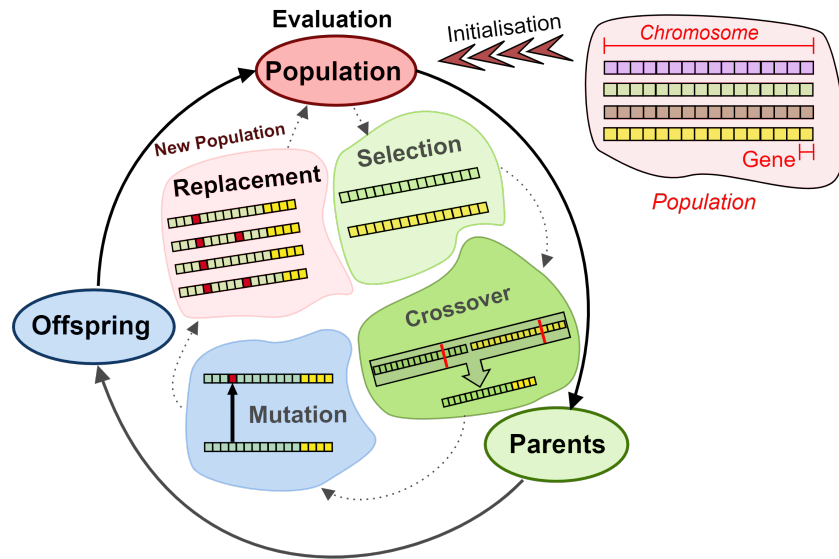 Evaluation
Population
Initialisation
Chromosome
Gene
Population
New Population
Replacement
Selection
Crossover
Mutation
Offspring
Parents